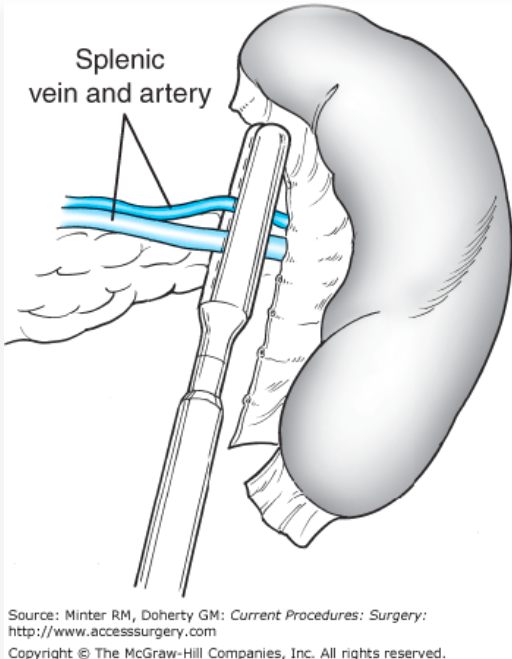 Splenic
vein and artery
Source: Minter RM, Doherty GM: Current Procedures: Surgery:
http://www.accesssurgery.com
Copyright © The McGraw-Hill Companies, Inc. All rights reserved.